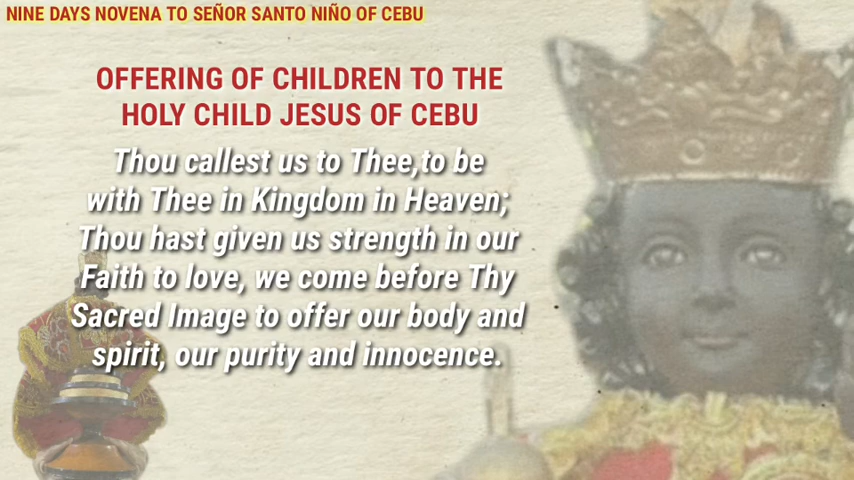 NINE DAYS NOVENA TO SEÑOR SANTO NIÑO OF CEBU
OFFERING OF CHILDREN TO THE
HOLY CHILD JESUS OF CEBU
Thou callest us to Thee,to be
with Thee in Kingdom in Heaven;
Thou hast given us strength in our
Faith to love, we come before Thy
Sacred Image to offer our body and
spirit, our purity and innocence.